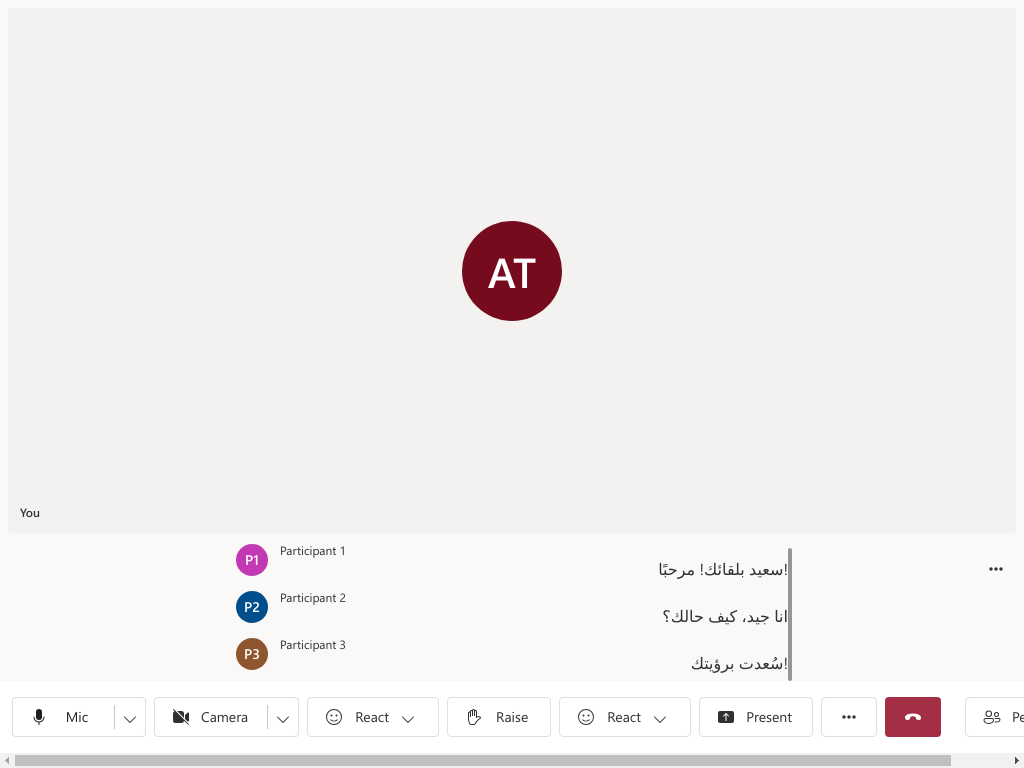 AT
You
P1
Participant 1
سعيد بلقائك! مرحبًا!
P2
Participant 2
انا جيد، كيف حالك؟
P3
Participant 3
سُعدت برؤيتك!
Mic
Camera
React
Raise
React
Present
Pe